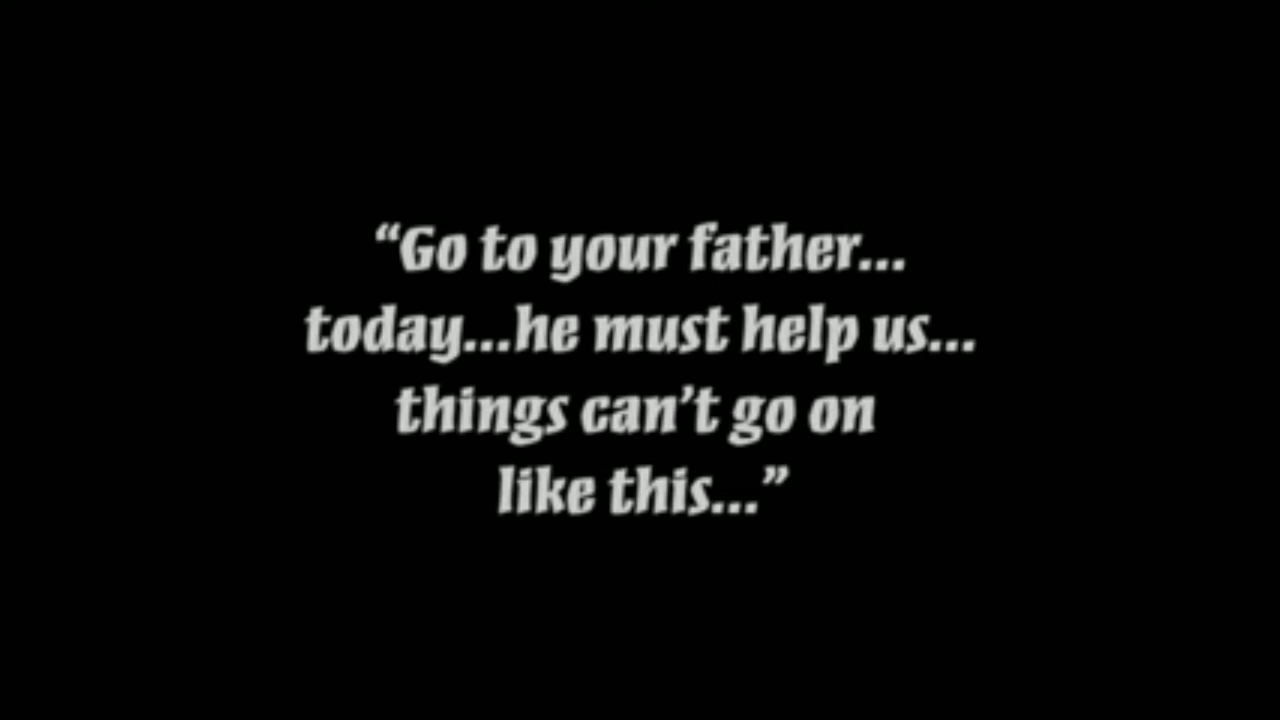 “Go to your father...
today...he must help us...
things can’t go on
like this...”